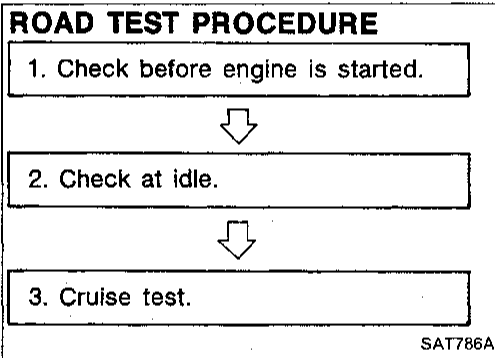 ROAD TEST PROCEDURE
1. Check before engine is started.
2. Check at idle.
3. Cruise test.
SAT786A